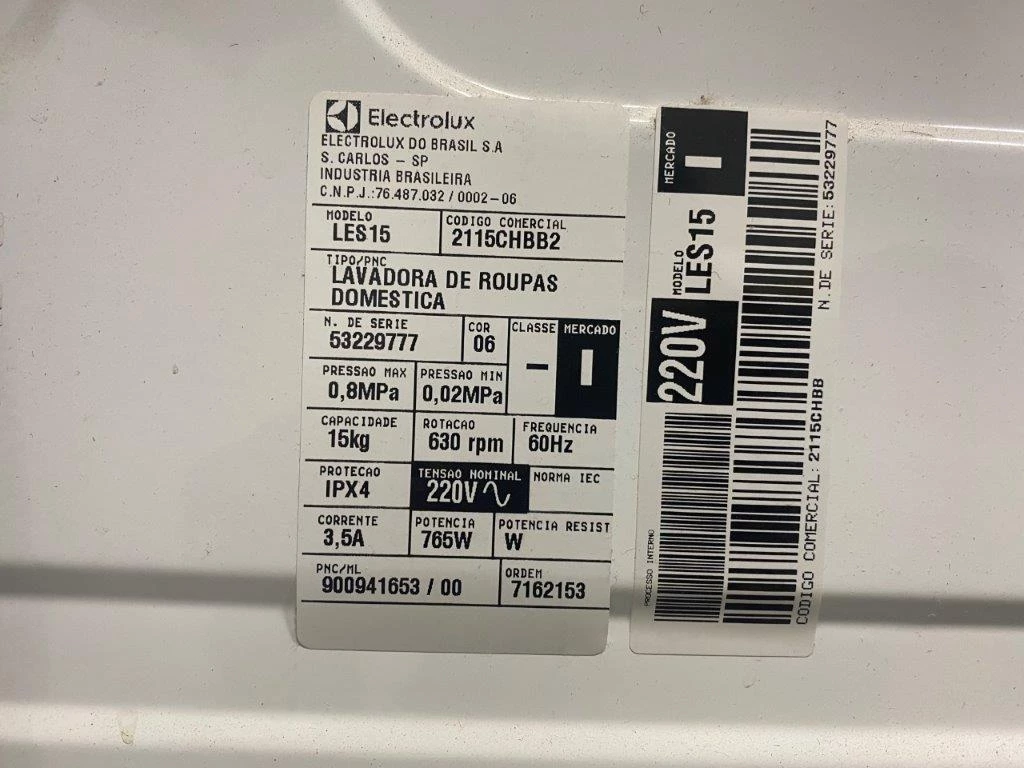 Electrolux
ELECTROLUX DO BRASIL S.A
S. CARLOS - SP
INDUSTRIA BRASILEIRA
C.N.P.J.:76.487.032 / 0002-06
MODELO
LES15
CODIGO COMERCIAL
2115CHBB2
TIPO/PNC
LAVADORA DE ROUPAS
DOMESTICA
N. DE SERIE
53229777
COR
06
CLASSE
-
MERCADO
I
PRESSAO MAX
0,8MPa
PRESSAO MIN
0,02MPa
CAPACIDADE
15kg
ROTACAO
630 rpm
FREQUENCIA
60Hz
PROTECAO
IPX4
TENSAO NOMINAL
220V ∿
NORMA IEC
CORRENTE
3,5A
POTENCIA
765W
POTENCIA RESIST
W
PNC/ML
900941653 / 00
ORDEM
7162153
MERCADO
I
MODELO
LES15
220V
PROCESSO INTERNO
N. DE SERIE: 53229777
CODIGO COMERCIAL: 2115CHBB